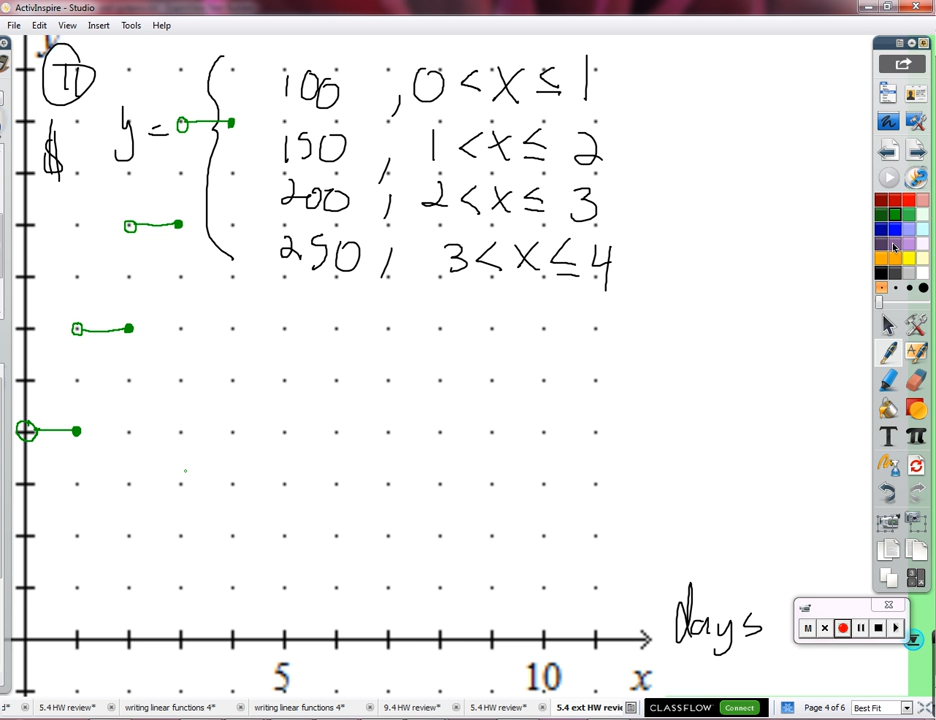 ActivInspire - Studio
File Edit View Insert Tools Help
y
11
$
y =
100 , 0 < x ≤ 1
150 , 1 < x ≤ 2
200 , 2 < x ≤ 3
250 , 3 < x ≤ 4
days
5 10 x
M
d* 5.4 HW review* writing linear functions 4* writing linear functions 4* 9.4 HW review* 5.4 HW review* 5.4 ext HW revie CLASSFLOW Connect Page 4 of 6 Best Fit